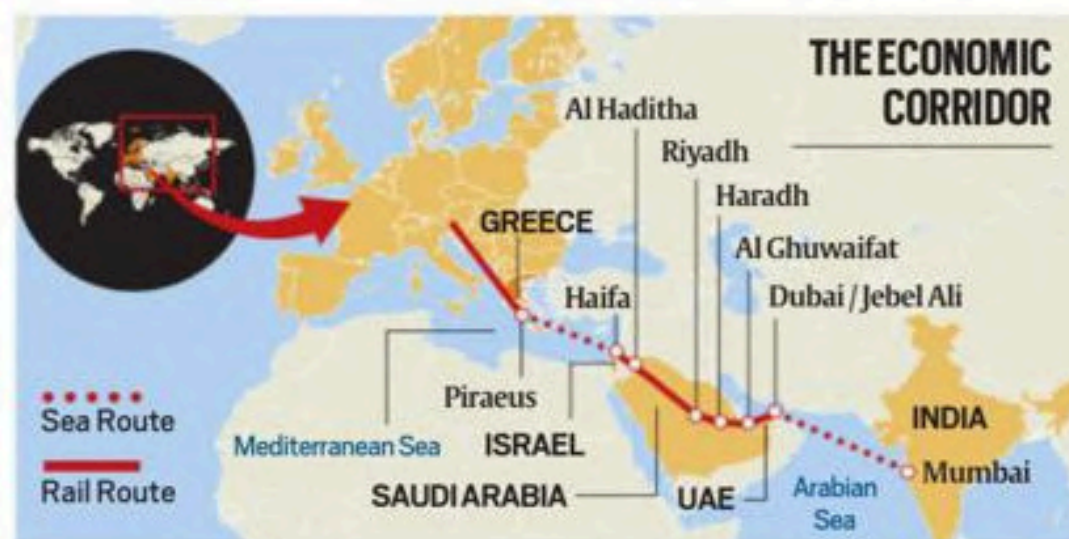 THE ECONOMIC
CORRIDOR
Al Haditha
Riyadh
Haradh
GREECE
Al Ghuwaifat
Haifa
Dubai / Jebel Ali
Piraeus
Sea Route
Mediterranean Sea
ISRAEL
INDIA
Mumbai
Rail Route
SAUDI ARABIA
UAE
Arabian
Sea